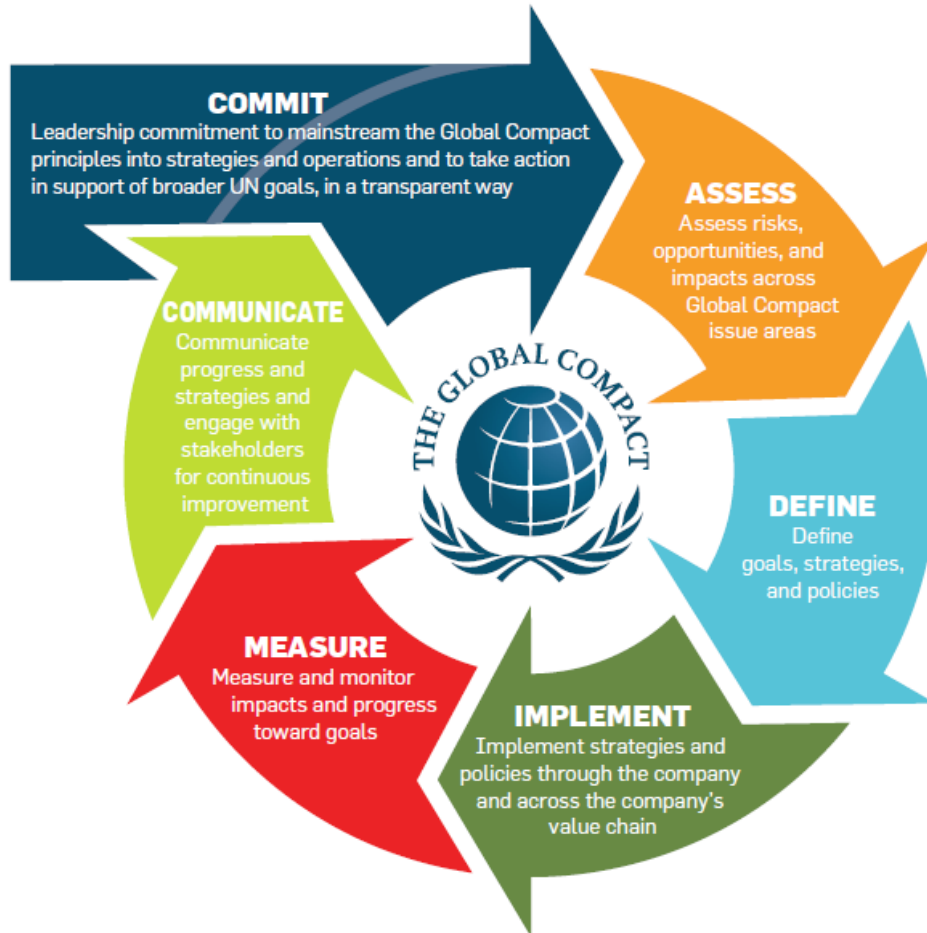 COMMIT
Leadership commitment to mainstream the Global Compact
principles into strategies and operations and to take action
in support of broader UN goals, in a transparent way
ASSESS
Assess risks,
opportunities, and
impacts across
Global Compact
issue areas
DEFINE
Define
goals, strategies,
and policies
IMPLEMENT
Implement strategies and
policies through the company
and across the company's
value chain
MEASURE
Measure and monitor
impacts and progress
toward goals
COMMUNICATE
Communicate
progress and
strategies and
engage with
stakeholders
for continuous
improvement
THE GLOBAL COMPACT